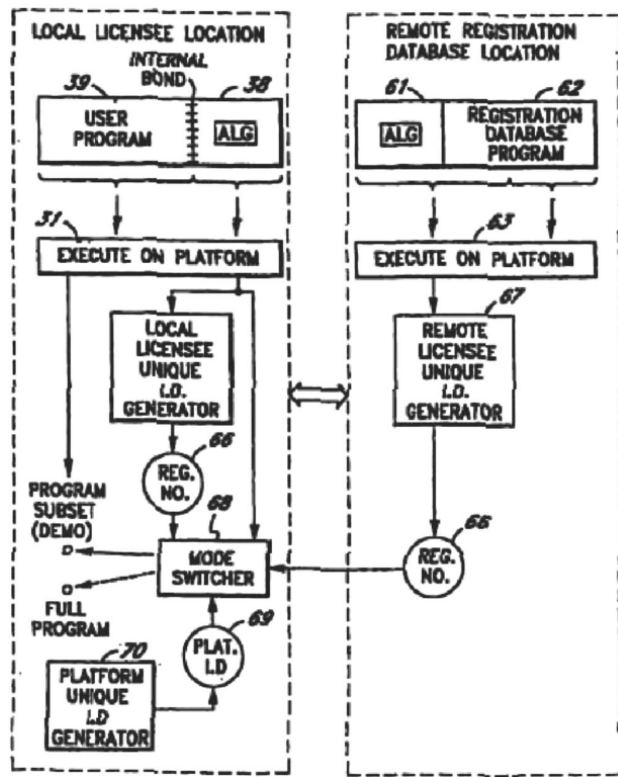 LOCAL LICENSEE LOCATION
INTERNAL
BOND
39
38
USER
PROGRAM
ALG
31
EXECUTE ON PLATFORM
LOCAL
LICENSEE
UNIQUE
I.D.
GENERATOR
66
REG.
NO.
PROGRAM
SUBSET
(DEMO)
68
MODE
SWITCHER
FULL
PROGRAM
69
PLAT.
I.D
70
PLATFORM
UNIQUE
I.D
GENERATOR
REMOTE REGISTRATION
DATABASE LOCATION
61
62
ALG
REGISTRATION
DATABASE
PROGRAM
63
EXECUTE ON PLATFORM
67
REMOTE
LICENSEE
UNIQUE
I.D.
GENERATOR
66
REG.
NO.